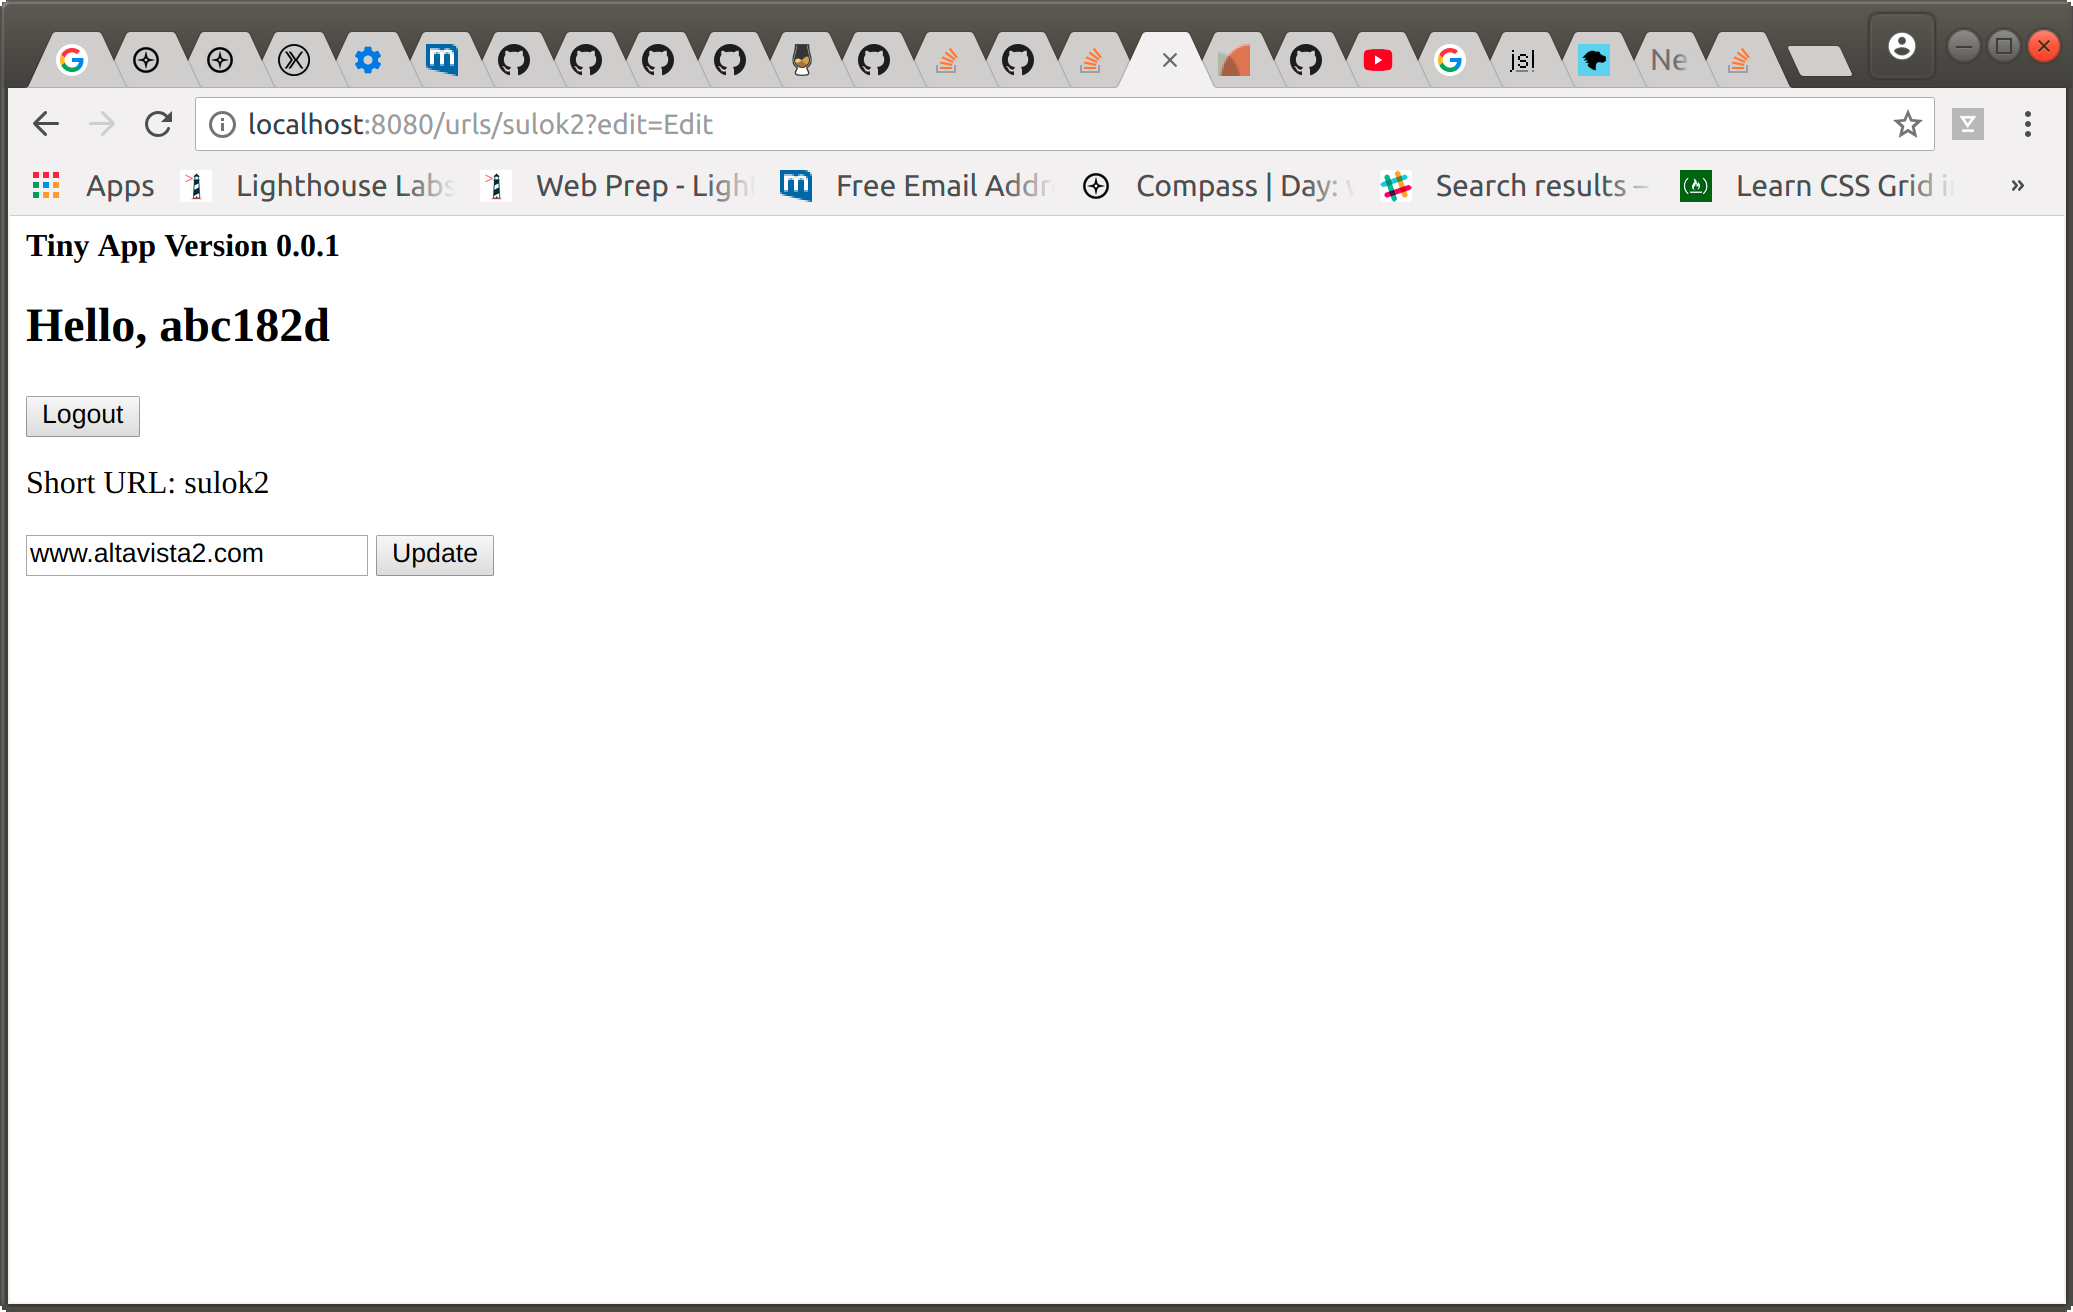 js!
Ne
localhost:8080/urls/sulok2?edit=Edit
Apps Lighthouse Labs Web Prep - Ligh Free Email Addr Compass | Day: Search results – Learn CSS Grid i »
Tiny App Version 0.0.1
Hello, abc182d
Logout
Short URL: sulok2
www.altavista2.com Update